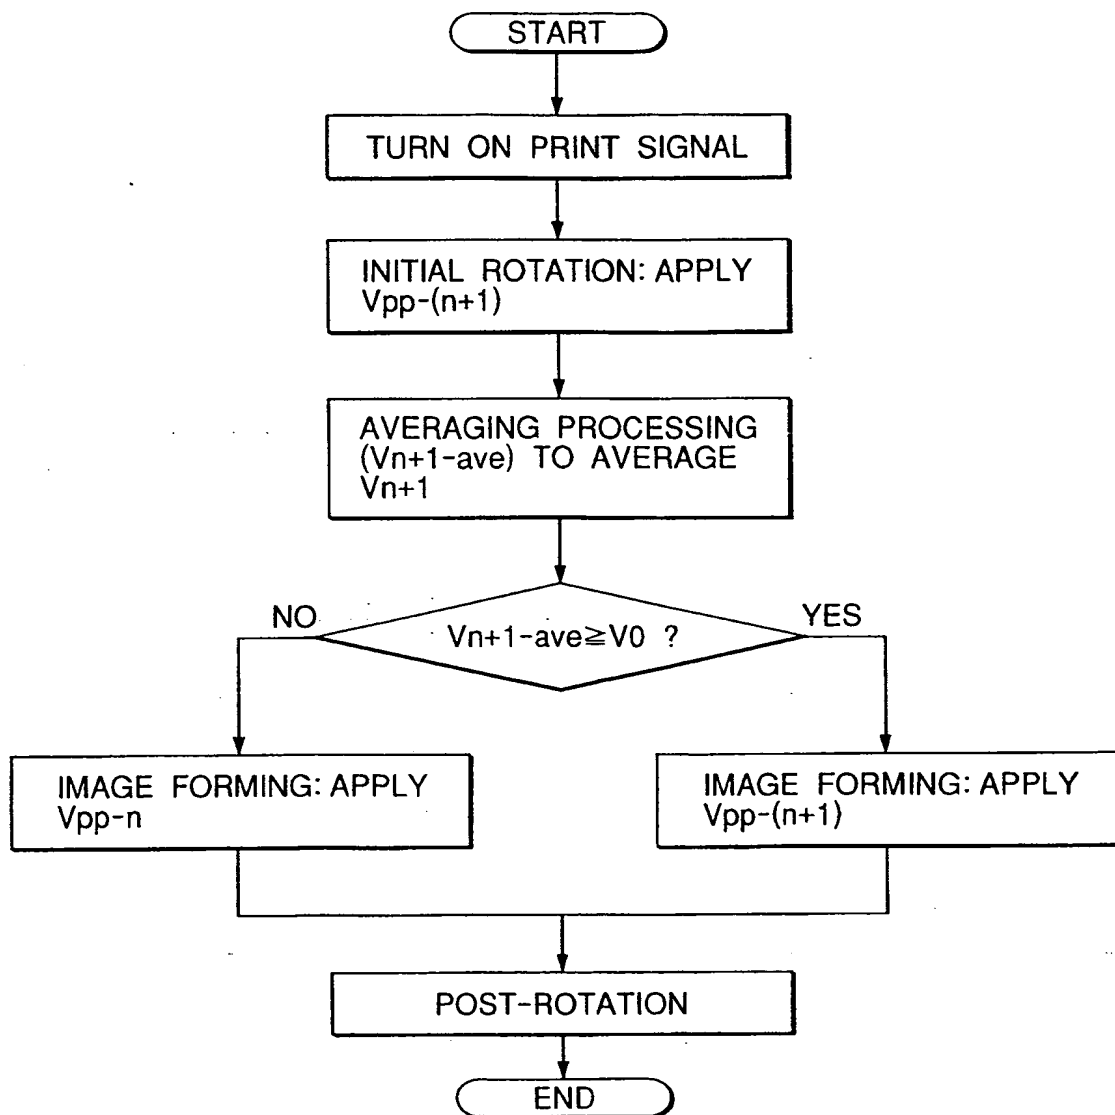 START
TURN ON PRINT SIGNAL
INITIAL ROTATION: APPLY
Vpp-(n+1)
AVERAGING PROCESSING
(Vn+1-ave) TO AVERAGE
Vn+1
NO
Vn+1-ave≧V0 ?
YES
IMAGE FORMING: APPLY
Vpp-n
IMAGE FORMING: APPLY
Vpp-(n+1)
POST-ROTATION
END